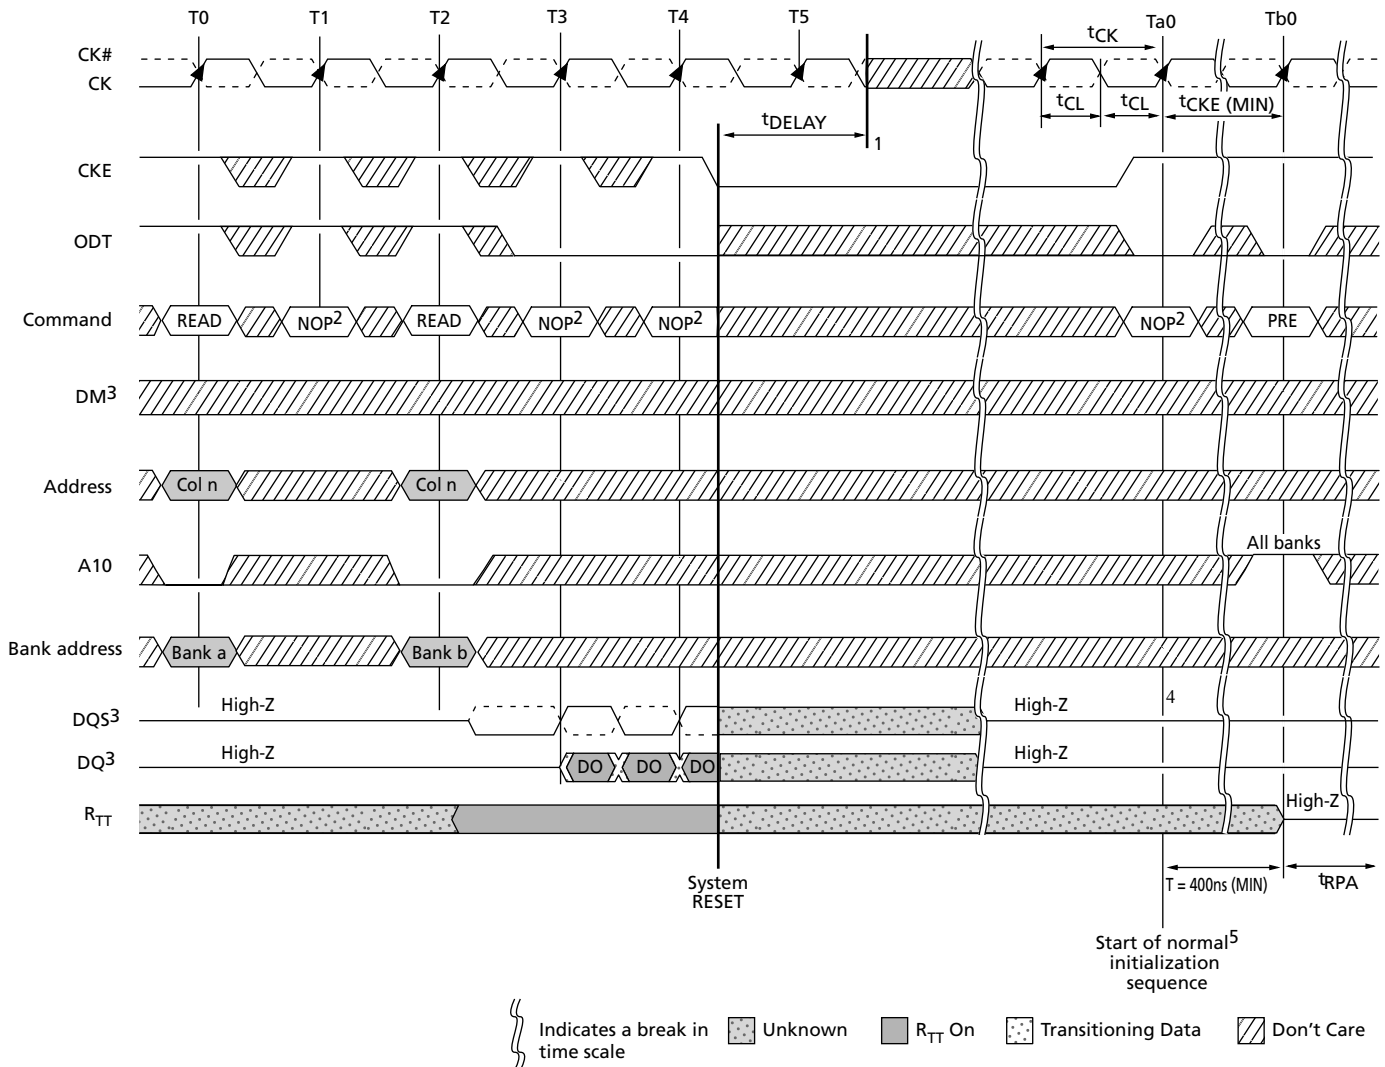 T0 T1 T2 T3 T4 T5 Ta0 Tb0
CK#
CK
tCK
tCL tCL tCKE (MIN)
tDELAY
1
CKE
ODT
Command READ NOP2 READ NOP2 NOP2 NOP2 PRE
DM3
Address Col n Col n
A10 All banks
Bank address Bank a Bank b
DQS3 High-Z High-Z 4
DQ3 High-Z DO DO DO High-Z
RTT High-Z
System
RESET
T = 400ns (MIN) tRPA
Start of normal5
initialization
sequence
Indicates a break in
time scale
Unknown
RTT On
Transitioning Data
Don't Care